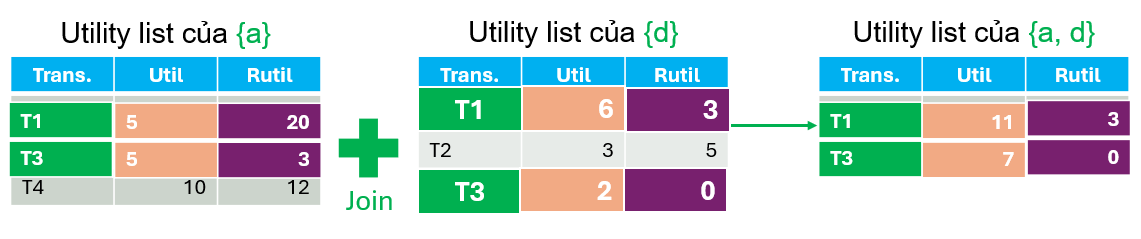 Utility list của {a}
Trans. Util Rutil
T1 5 20
T3 5 3
T4 10 12
Join
Utility list của {d}
Trans. Util Rutil
T1 6 3
T2 3 5
T3 2 0
Utility list của {a, d}
Trans. Util Rutil
T1 11 3
T3 7 0